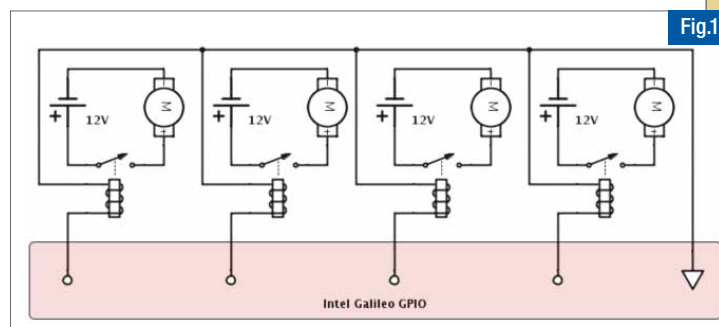 Fig.1
M
M
M
M
+ 12V
+ 12V
+ 12V
+ 12V
Intel Galileo GPIO